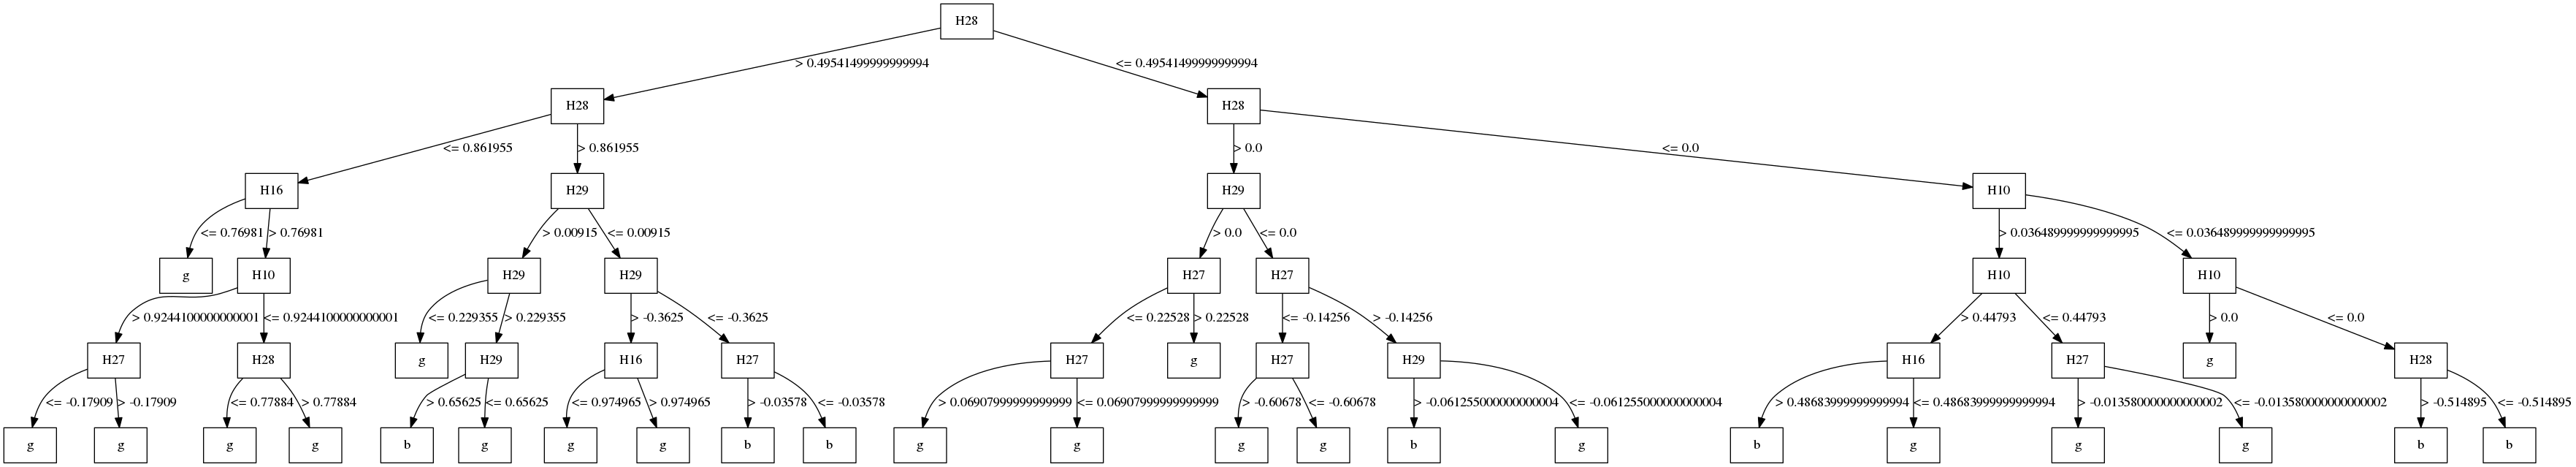 H28
> 0.4954149999999994
<= 0.4954149999999994
H28
H28
<= 0.861955
> 0.861955
> 0.0
<= 0.0
H16
H29
H29
H10
<= 0.76981
> 0.76981
> 0.00915
<= 0.00915
> 0.0
<= 0.0
> 0.036489999999999995
<= 0.036489999999999995
g
H10
H29
H29
H27
H27
H10
H10
> 0.9244100000000001
<= 0.9244100000000001
<= 0.229355
> 0.229355
> -0.3625
<= -0.3625
<= 0.22528
> 0.22528
<= -0.14256
> -0.14256
> 0.44793
<= 0.44793
> 0.0
<= 0.0
H27
H28
g
H29
H16
H27
H27
g
H27
H29
H16
H27
g
H28
<= -0.17909
> -0.17909
<= 0.77884
> 0.77884
> 0.65625
<= 0.65625
<= 0.974965
> 0.974965
> -0.03578
<= -0.03578
> 0.06907999999999999
<= 0.06907999999999999
> -0.60678
<= -0.60678
> -0.061255000000000004
<= -0.061255000000000004
> 0.48683999999999994
<= 0.48683999999999994
> -0.013580000000000002
<= -0.013580000000000002
> -0.514895
<= -0.514895
g
g
g
g
b
g
g
g
b
b
g
g
g
g
b
g
b
g
g
g
b
b